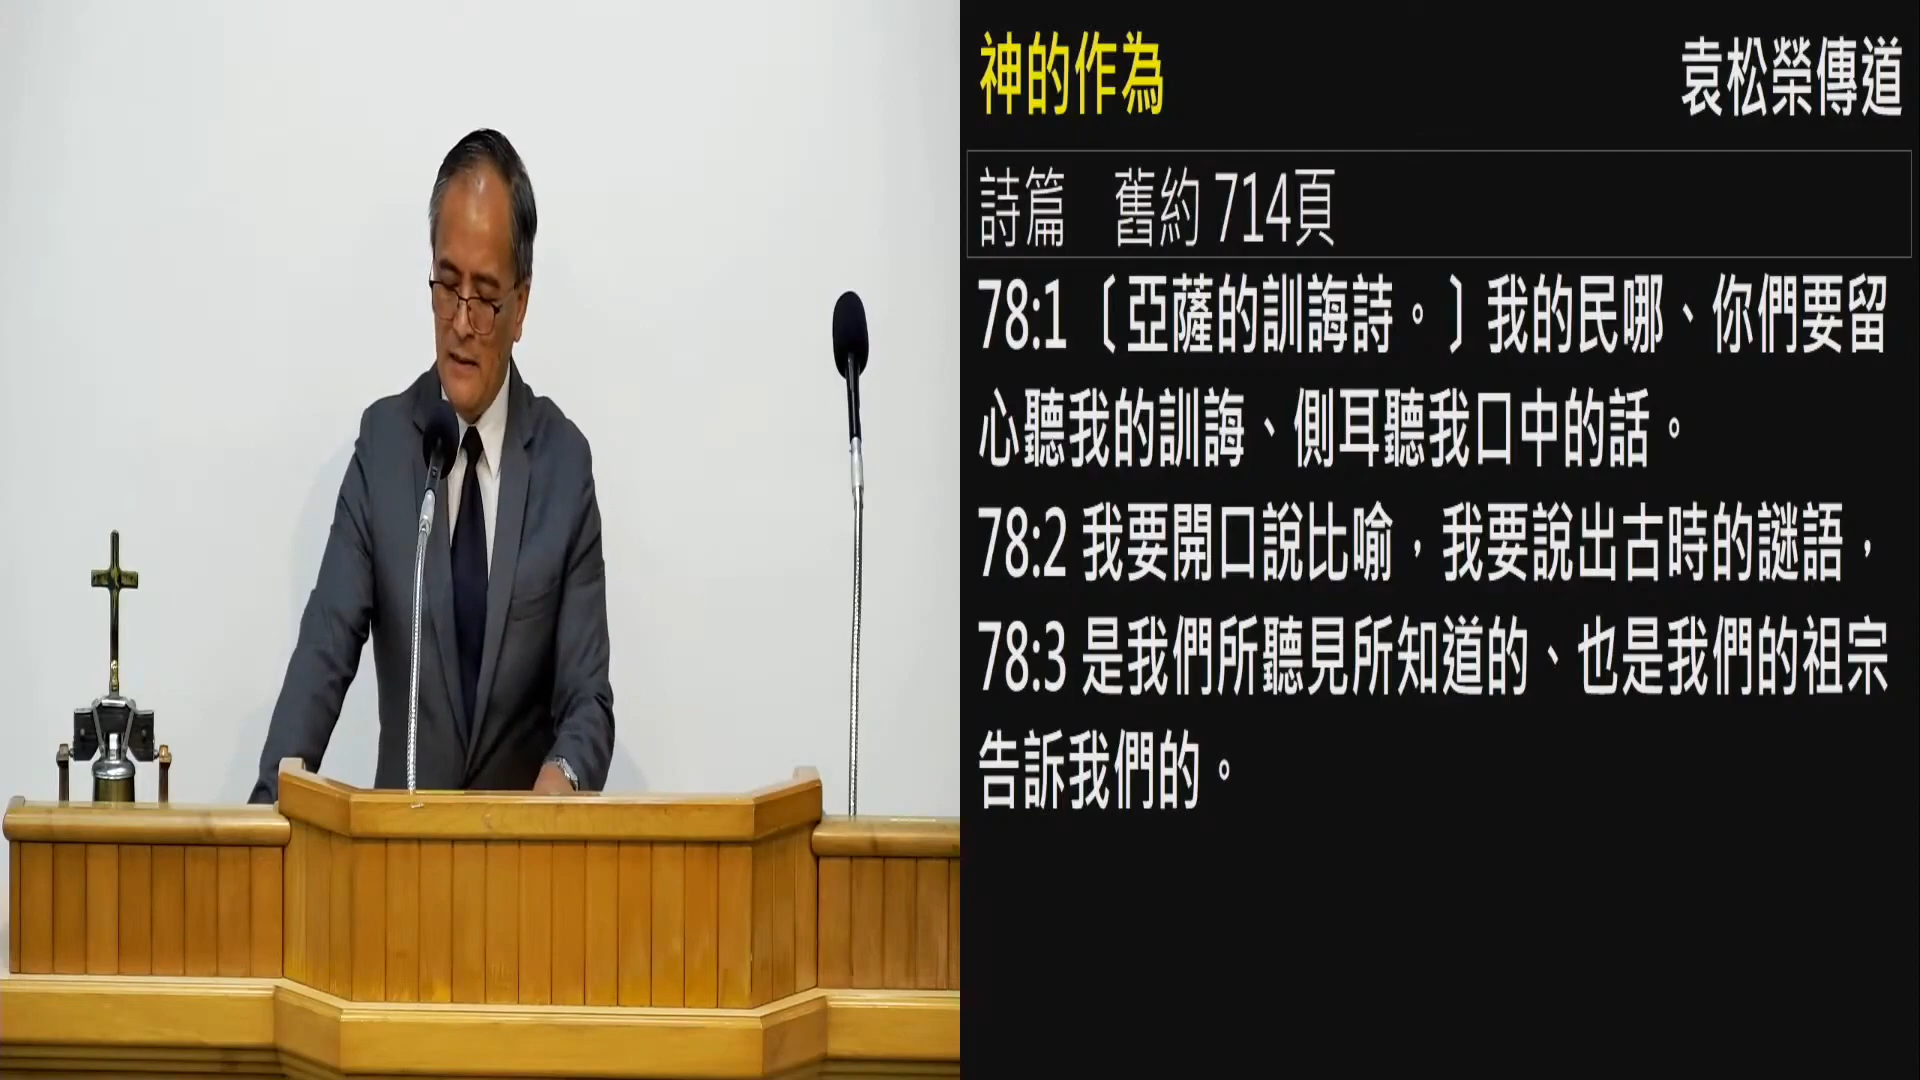 神的作為 袁松榮傳道
詩篇 舊約 714頁
78:1 〔亞薩的訓誨詩。〕我的民哪、你們要留
心聽我的訓誨、側耳聽我口中的話。
78:2 我要開口說比喻，我要說出古時的謎語，
78:3 是我們所聽見所知道的、也是我們的祖宗
告訴我們的。